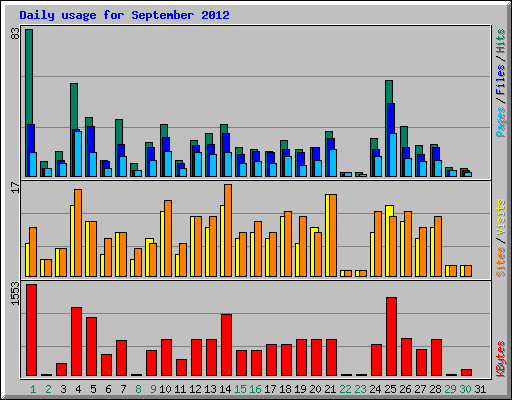 Daily usage for September 2012
83
Pages / Files / Hits
17
Sites / Visits
1553
KBytes
1 2 3 4 5 6 7 8 9 10 11 12 13 14 15 16 17 18 19 20 21 22 23 24 25 26 27 28 29 30 31